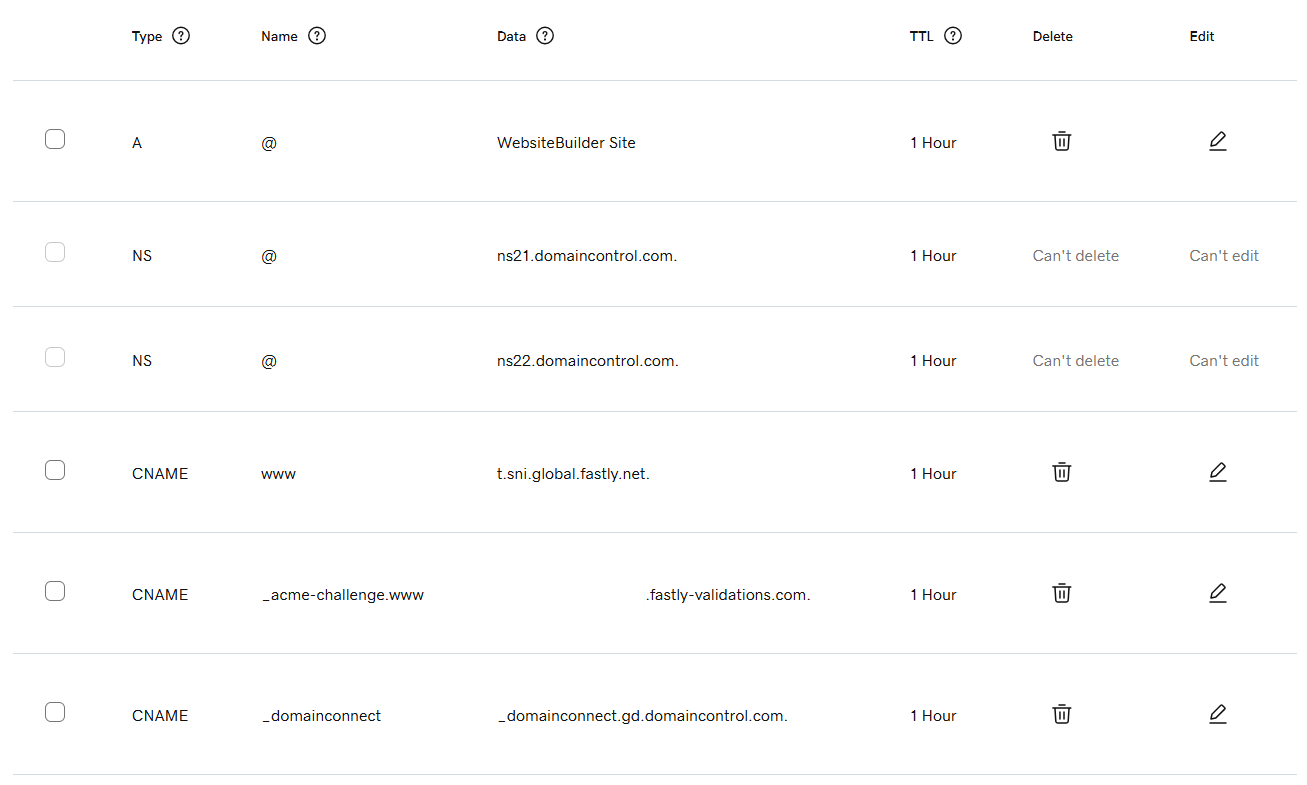 Type Name Data TTL Delete Edit
A @ WebsiteBuilder Site 1 Hour
NS @ ns21.domaincontrol.com. 1 Hour Can't delete Can't edit
NS @ ns22.domaincontrol.com. 1 Hour Can't delete Can't edit
CNAME www t.sni.global.fastly.net. 1 Hour
CNAME _acme-challenge.www .fastly-validations.com. 1 Hour
CNAME _domainconnect _domainconnect.gd.domaincontrol.com. 1 Hour